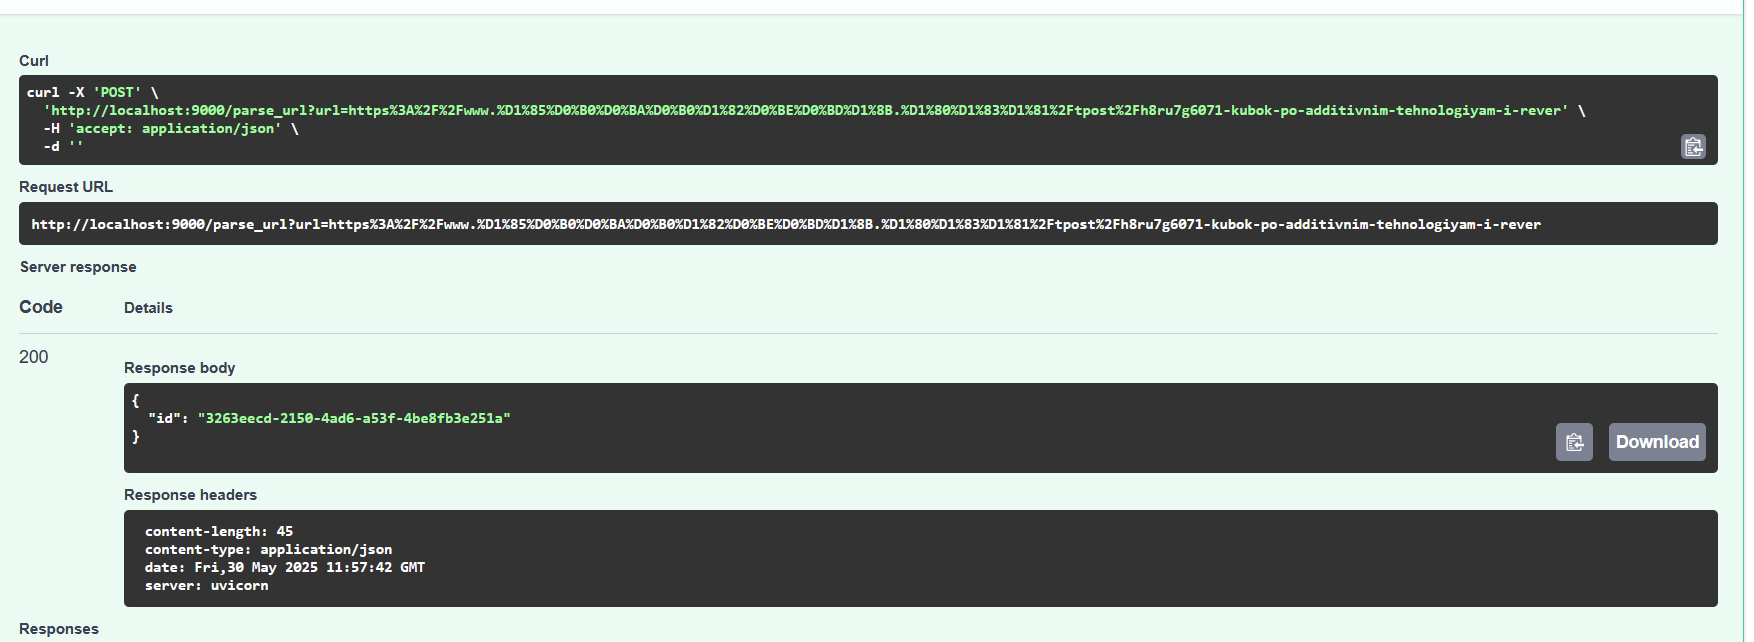 Curl
curl -X 'POST' \
'http://localhost:9000/parse_url?url=https%3A%2F%2Fwww.%D1%85%D0%B0%D0%BA%D0%B0%D1%82%D0%BE%D0%BD%D1%8B.%D1%80%D1%83%D1%81%2Ftpost%2Fh8ru7g6071-kubok-po-additivnim-tehnologiyam-i-rever' \
-H 'accept: application/json' \
-d ''
Request URL
http://localhost:9000/parse_url?url=https%3A%2F%2Fwww.%D1%85%D0%B0%D0%BA%D0%B0%D1%82%D0%BE%D0%BD%D1%8B.%D1%80%D1%83%D1%81%2Ftpost%2Fh8ru7g6071-kubok-po-additivnim-tehnologiyam-i-rever
Server response
Code Details
200
Response body
{
"id": "3263eecd-2150-4ad6-a53f-4be8fb3e251a"
}
Download
Response headers
content-length: 45
content-type: application/json
date: Fri,30 May 2025 11:57:42 GMT
server: uvicorn
Responses